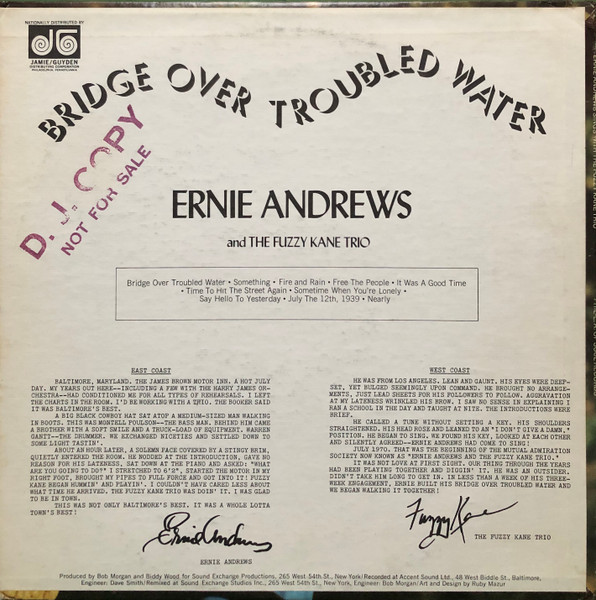 NATIONALLY DISTRIBUTED BY
JAMIE/GUYDEN
DISTRIBUTING CORPORATION
PHILADELPHIA, PENNSYLVANIA
BRIDGE OVER TROUBLED WATER
D. J. COPY
NOT FOR SALE
ERNIE ANDREWS
and THE FUZZY KANE TRIO
Bridge Over Troubled Water • Something • Fire and Rain • Free The People • It Was A Good Time
• Time To Hit The Street Again • Sometime When You're Lonely •
Say Hello To Yesterday • July The 12th, 1939 • Nearly
EAST COAST
BALTIMORE, MARYLAND. THE JAMES BROWN MOTOR INN. A HOT JULY
DAY. MY YEARS OUT HERE--INCLUDING A FEW WITH THE HARRY JAMES OR-
CHESTRA--HAD CONDITIONED ME FOR ALL TYPES OF REHEARSALS. I LEFT
THE CHARTS IN THE ROOM. I'D BE WORKING WITH A TRIO. THE BOOKER SAID
IT WAS BALTIMORE'S BEST.
A BIG BLACK COWBOY HAT SAT ATOP A MEDIUM-SIZED MAN WALKING
IN BOOTS. THIS WAS MONTELL POULSON--THE BASS MAN. BEHIND HIM CAME
A BROTHER WITH A SOFT SMILE AND A TRUCK-LOAD OF EQUIPMENT. WARREN
GANTT--THE DRUMMER. WE EXCHANGED NICETIES AND SETTLED DOWN TO
SOME LIGHT TASTIN'.
ABOUT AN HOUR LATER, A SOLEMN FACE COVERED BY A STINGY BRIM,
QUIETLY ENTERED THE ROOM. HE NODDED AT THE INTRODUCTION, GAVE NO
REASON FOR HIS LATENESS, SAT DOWN AT THE PIANO AND ASKED: "WHAT
ARE YOU GOING TO DO?" I STRETCHED TO 6'2", STARTED THE MOTOR IN MY
RIGHT FOOT, BROUGHT MY PIPES TO FULL FORCE AND GOT INTO IT! FUZZY
KANE BEGAN NUMBIN' AND PLAYIN'. I COULDN'T HAVE CARED LESS ABOUT
WHAT TIME HE ARRIVED. THE FUZZY KANE TRIO WAS DOIN' IT. I WAS GLAD
TO BE IN TOWN.
THIS WAS NOT ONLY BALTIMORE'S BEST. IT WAS A WHOLE LOTTA
TOWN'S BEST!
Ernie Andrews
ERNIE ANDREWS
WEST COAST
HE WAS FROM LOS ANGELES. LEAN AND GAUNT. HIS EYES WERE DEEP-
SET, YET BULGED SEEMINGLY UPON COMMAND. HE BROUGHT NO ARRANGE-
MENTS, JUST LEAD SHEETS FOR HIS FOLLOWERS TO FOLLOW. AGGRAVATION
AT MY LATENESS WRINKLED HIS BROW. I SAW NO SENSE IN EXPLAINING I
RAN A SCHOOL IN THE DAY AND TAUGHT AT NITE. THE INTRODUCTIONS WERE
BRIEF.
HE CALLED A TUNE WITHOUT SETTING A KEY. HIS SHOULDERS
STRAIGHTENED, HIS HEAD ROSE AND LEANED TO AN "I DON'T GIVE A DAMN,"
POSITION. HE BEGAN TO SING. WE FOUND HIS KEY, LOOKED AT EACH OTHER
AND SILENTLY AGREED--ERNIE ANDREWS HAD COME TO SING!
JULY 1970. THAT WAS THE BEGINNING OF THE MUTUAL ADMIRATION
SOCIETY NOW KNOWN AS "ERNIE ANDREWS AND THE FUZZY KANE TRIO."
IT WAS NOT LOVE AT FIRST SIGHT. OUR THING THROUGH THE YEARS
HAD BEEN PLAYING TOGETHER AND DIGGIN' IT. HE WAS AN OUTSIDER.
DIDN'T TAKE HIM LONG TO GET IN. IN LESS THAN A WEEK OF HIS THREE-
WEEK ENGAGEMENT, ERNIE BUILT HIS BRIDGE OVER TROUBLED WATER AND
WE BEGAN WALKING IT TOGETHER!
Fuzzy Kane
THE FUZZY KANE TRIO
Produced by Bob Morgan and Biddy Wood for Sound Exchange Productions, 265 West 54th St., New York/Recorded at Accent Sound Ltd., 48 West Biddle St., Baltimore,
Engineer: Dave Smith/Remixed at Sound Exchange Studios Inc., 265 West 54th St., New York, Engineer: Bob Morgan/Art and Design by Ruby Mazur